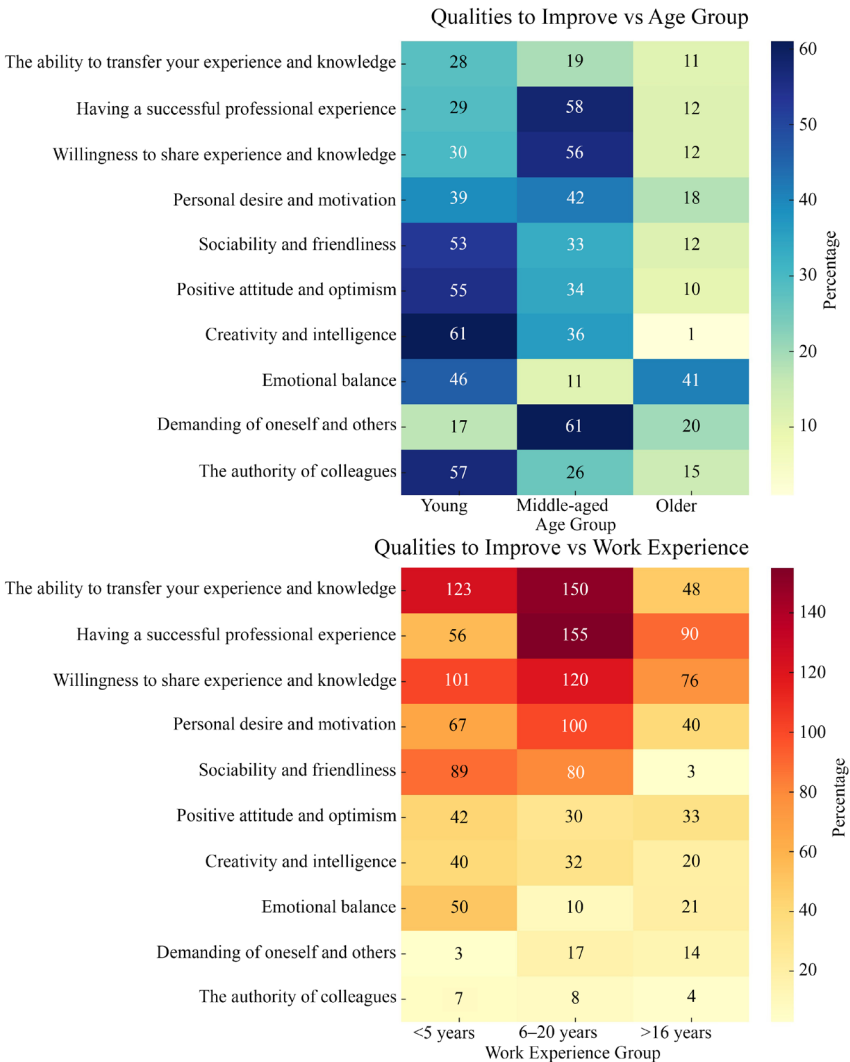 Qualities to Improve vs Age Group
The ability to transfer your experience and knowledge 28 19 11
Having a successful professional experience 29 58 12
Willingness to share experience and knowledge 30 56 12
Personal desire and motivation 39 42 18
Sociability and friendliness 53 33 12
Positive attitude and optimism 55 34 10
Creativity and intelligence 61 36 1
Emotional balance 46 11 41
Demanding of oneself and others 17 61 20
The authority of colleagues 57 26 15
Young Middle-aged Older
Age Group
60
50
40
30
20
10
Percentage
Qualities to Improve vs Work Experience
The ability to transfer your experience and knowledge 123 150 48
Having a successful professional experience 56 155 90
Willingness to share experience and knowledge 101 120 76
Personal desire and motivation 67 100 40
Sociability and friendliness 89 80 3
Positive attitude and optimism 42 30 33
Creativity and intelligence 40 32 20
Emotional balance 50 10 21
Demanding of oneself and others 3 17 14
The authority of colleagues 7 8 4
<5 years 6–20 years >16 years
Work Experience Group
140
120
100
80
60
40
20
Percentage